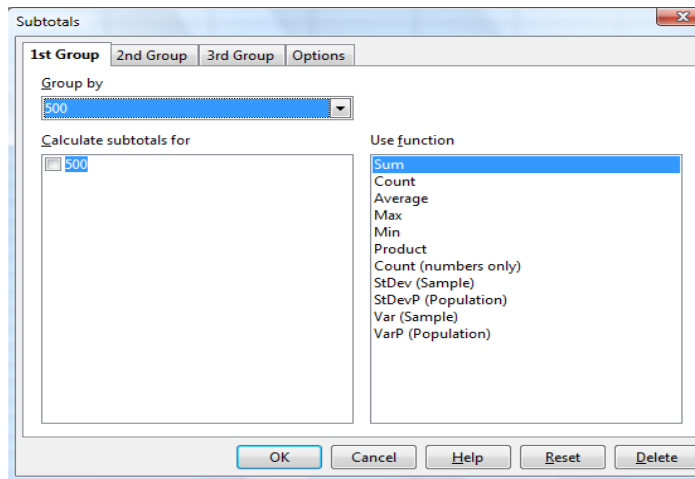 Subtotals
1st Group 2nd Group 3rd Group Options
Group by
500
Calculate subtotals for
500
Use function
Sum
Count
Average
Max
Min
Product
Count (numbers only)
StDev (Sample)
StDevP (Population)
Var (Sample)
VarP (Population)
OK Cancel Help Reset Delete